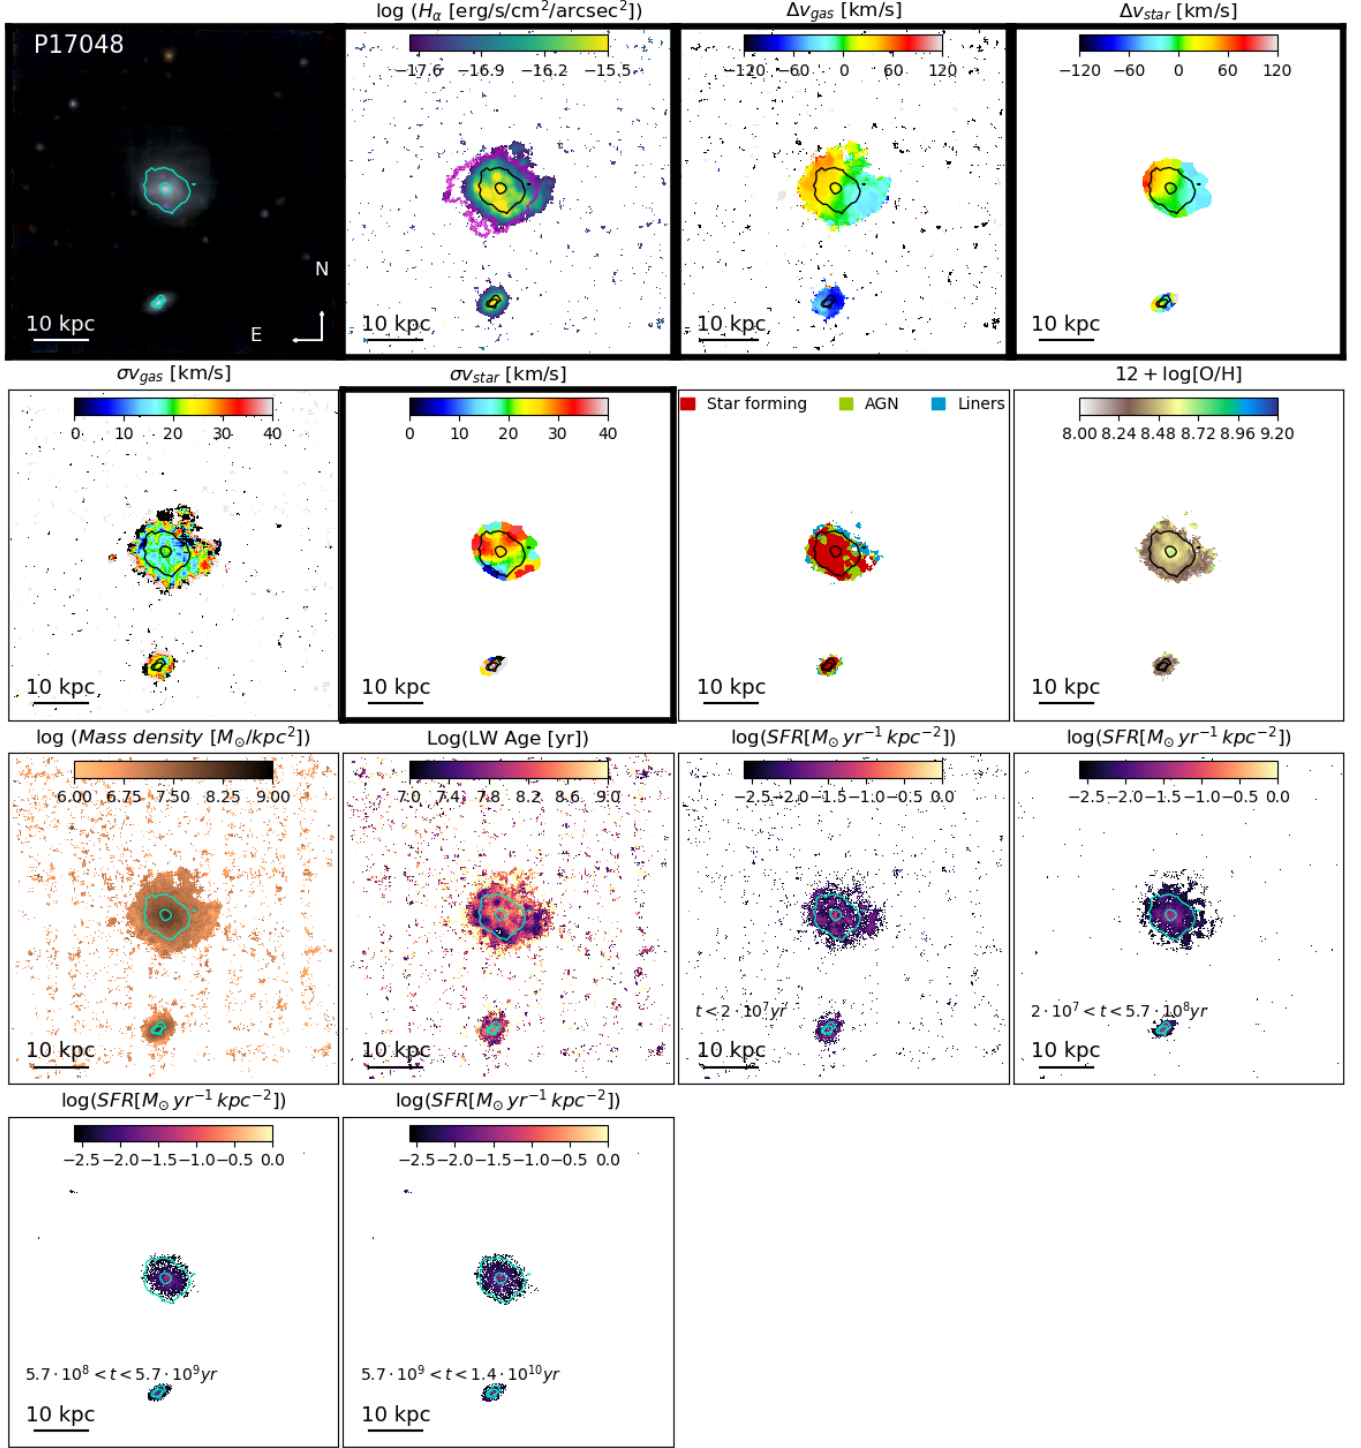 log (Hα [erg/s/cm²/arcsec²]) Δv_gas [km/s] Δv_star [km/s]
P17048
−17.6 −16.9 −16.2 −15.5 −120 −60 0 60 120 −120 −60 0 60 120
N
E
10 kpc 10 kpc 10 kpc 10 kpc
σv_gas [km/s] σv_star [km/s] 12 + log[O/H]
Star forming AGN Liners
0 10 20 30 40 0 10 20 30 40 8.00 8.24 8.48 8.72 8.96 9.20
10 kpc 10 kpc 10 kpc 10 kpc
log (Mass density [M⊙/kpc²]) Log(LW Age [yr]) log(SFR[M⊙ yr⁻¹ kpc⁻²]) log(SFR[M⊙ yr⁻¹ kpc⁻²])
6.00 6.75 7.50 8.25 9.00 7.0 7.4 7.8 8.2 8.6 9.0 −2.5 −2.0 −1.5 −1.0 −0.5 0.0 −2.5 −2.0 −1.5 −1.0 −0.5 0.0
t < 2 · 10⁷yr 2 · 10⁷ < t < 5.7 · 10⁸yr
10 kpc 10 kpc 10 kpc 10 kpc
log(SFR[M⊙ yr⁻¹ kpc⁻²]) log(SFR[M⊙ yr⁻¹ kpc⁻²])
−2.5 −2.0 −1.5 −1.0 −0.5 0.0 −2.5 −2.0 −1.5 −1.0 −0.5 0.0
5.7 · 10⁸ < t < 5.7 · 10⁹yr 5.7 · 10⁹ < t < 1.4 · 10¹⁰yr
10 kpc 10 kpc